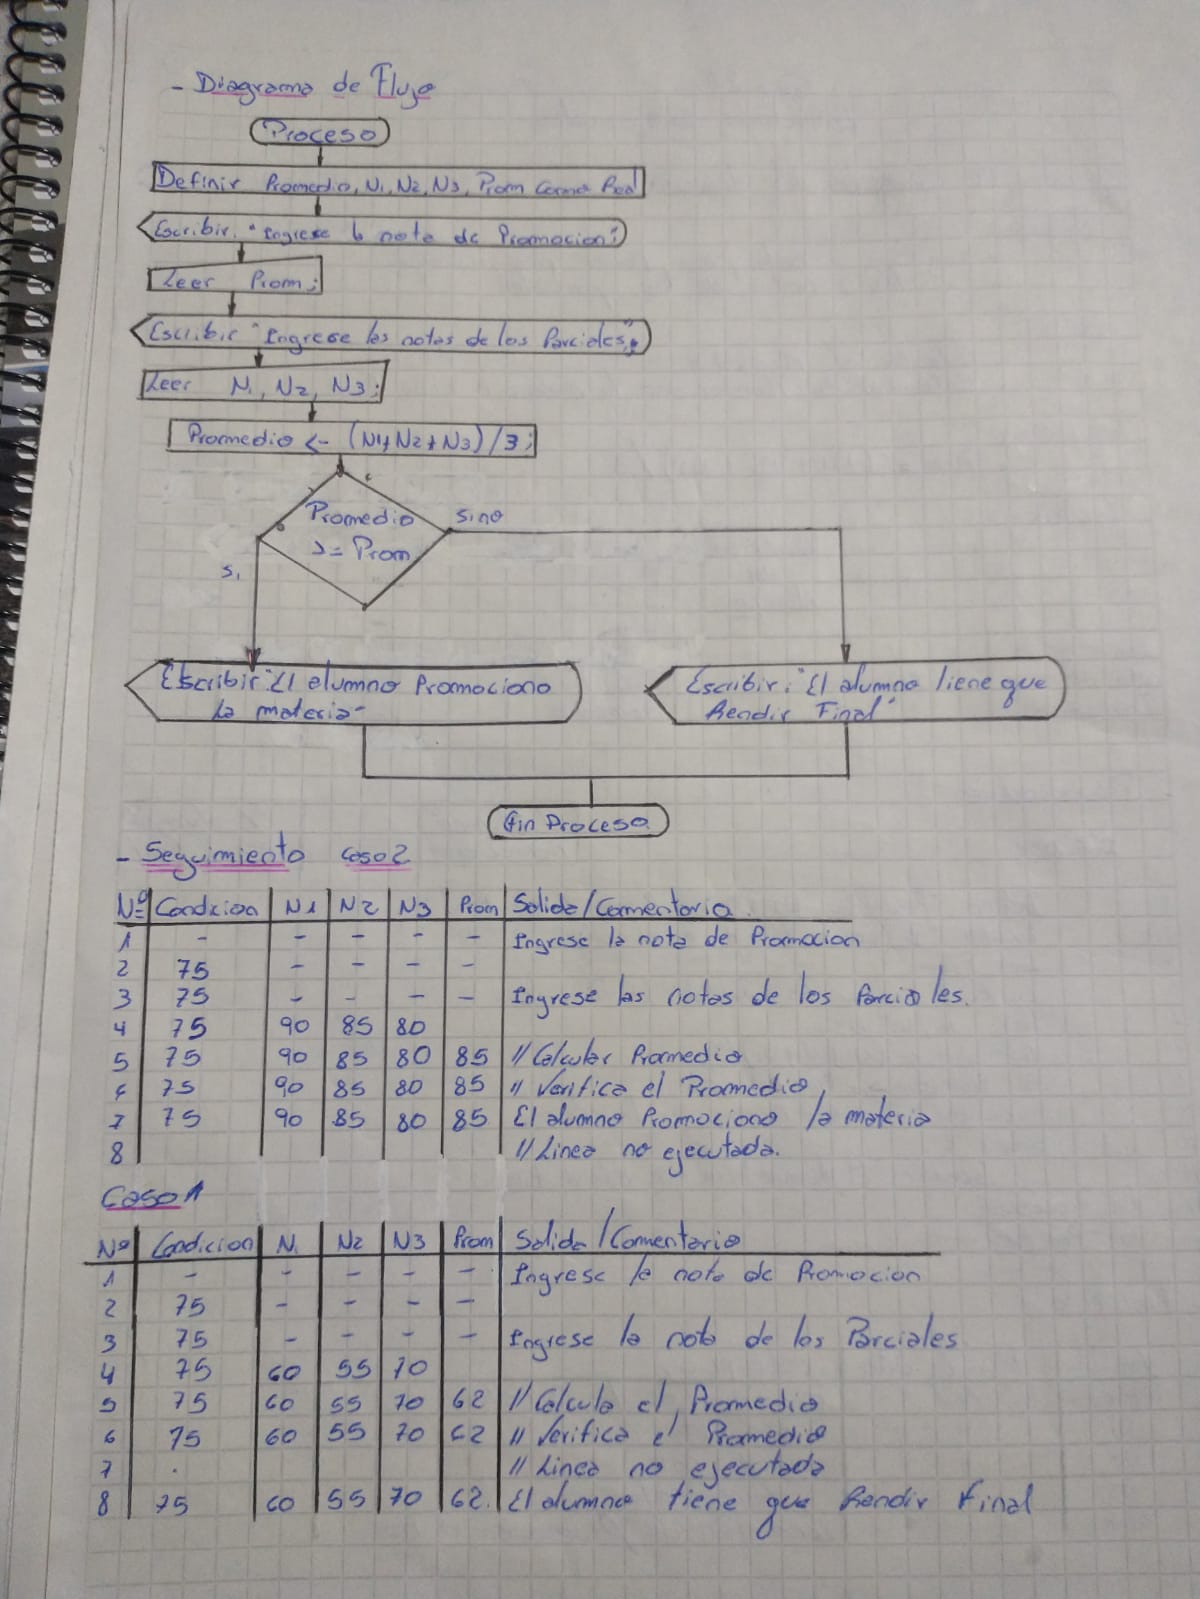 - Diagrama de Flujo
Proceso
Definir Promedio, N1, N2, N3, Prom Como Real
Escribir "Ingrese la nota de Promocion;
Leer Prom;
Escribir "Ingrese las notas de los Parciales";
Leer N1, N2, N3;
Promedio <- (N1+N2+N3)/3;
Promedio
>= Prom
Sino
Si
Escribir "El alumno Promociono
la materia"
Escribir: "El alumno tiene que
Rendir Final"
Fin Proceso
- Seguimiento Caso 2
Nº Condicion N1 N2 N3 Prom Salida/Comentario
1 - - - - - Ingrese la nota de Promocion
2 75 - - - -
3 75 - - - - Ingrese las notas de los Parciales.
4 75 90 85 80
5 75 90 85 80 85 // Calcular Promedio
6 75 90 85 80 85 // Verifica el Promedio
7 75 90 85 80 85 El alumno Promociono la materia
8 // Linea no ejecutada.
Caso 1
Nº Condicion N1 N2 N3 Prom Salida/Comentario
1 - - - - - Ingrese la nota de Promocion
2 75 - - - -
3 75 - - - - Ingrese la nota de los Parciales
4 75 60 55 70
5 75 60 55 70 62 // Calcula el Promedio
6 75 60 55 70 62 // Verifica el Promedio
7 // Linea no ejecutada
8 75 60 55 70 62. El alumno tiene que Rendir Final